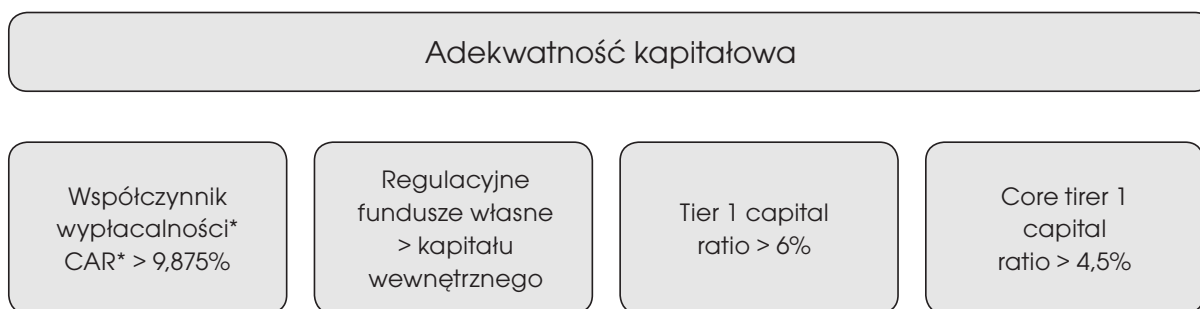 Adekwatność kapitałowa
Współczynnik
wypłacalności*
CAR* > 9,875%
Regulacyjne
fundusze własne
> kapitału
wewnętrznego
Tier 1 capital
ratio > 6%
Core tirer 1
capital
ratio > 4,5%